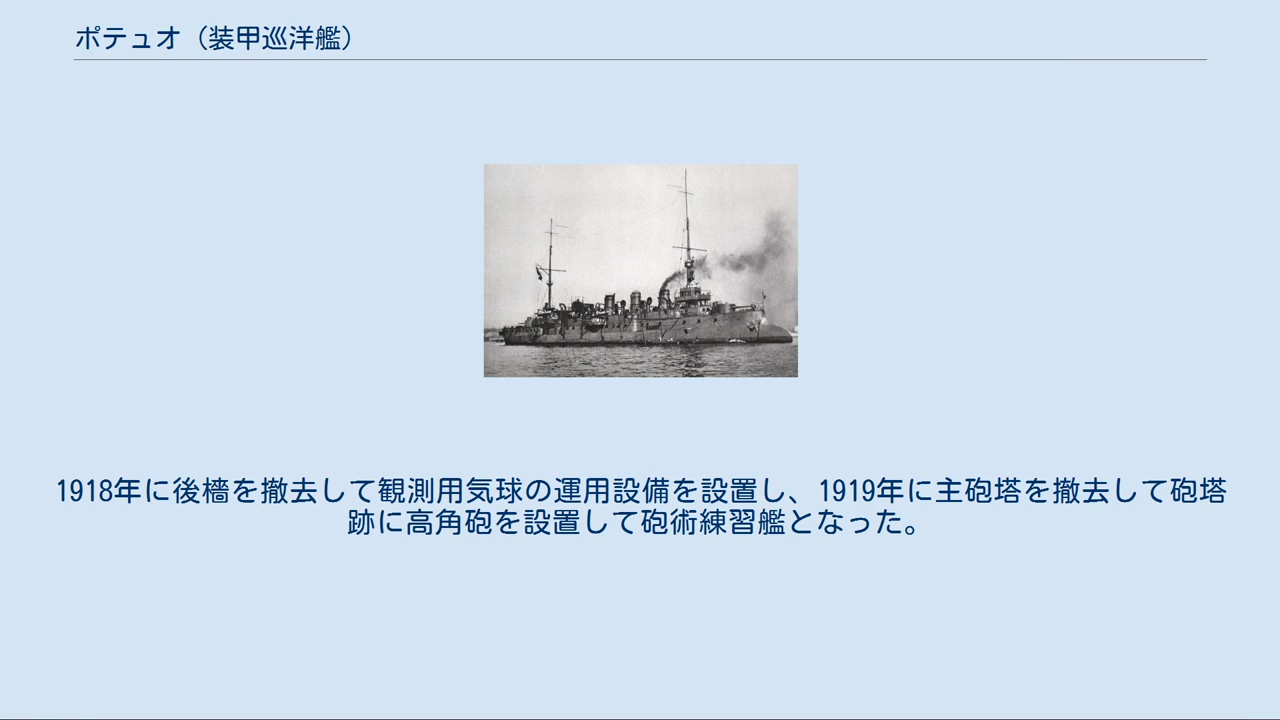 ポテュオ（装甲巡洋艦）
1918年に後檣を撤去して観測用気球の運用設備を設置し、1919年に主砲塔を撤去して砲塔
跡に高角砲を設置して砲術練習艦となった。